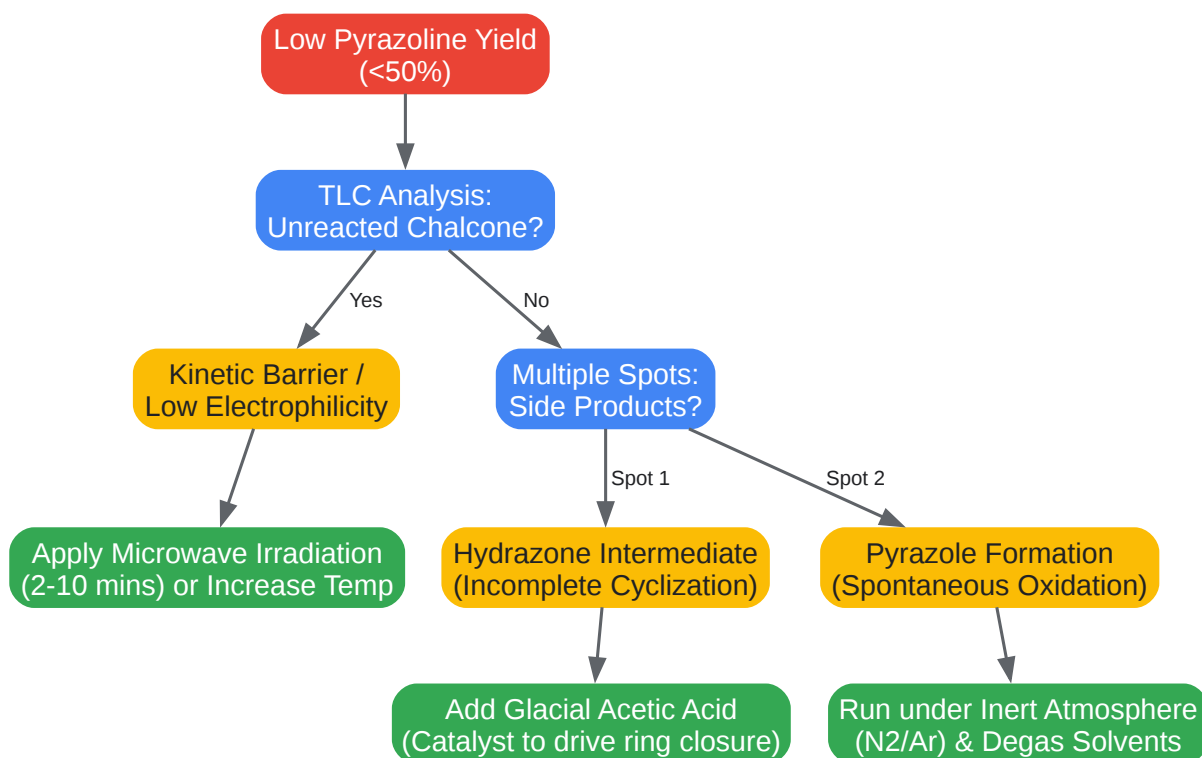 Low Pyrazoline Yield
(<50%)
TLC Analysis:
Unreacted Chalcone?
Yes
No
Kinetic Barrier /
Low Electrophilicity
Multiple Spots:
Side Products?
Spot 1
Spot 2
Apply Microwave Irradiation
(2-10 mins) or Increase Temp
Hydrazone Intermediate
(Incomplete Cyclization)
Pyrazole Formation
(Spontaneous Oxidation)
Add Glacial Acetic Acid
(Catalyst to drive ring closure)
Run under Inert Atmosphere
(N2/Ar) & Degas Solvents